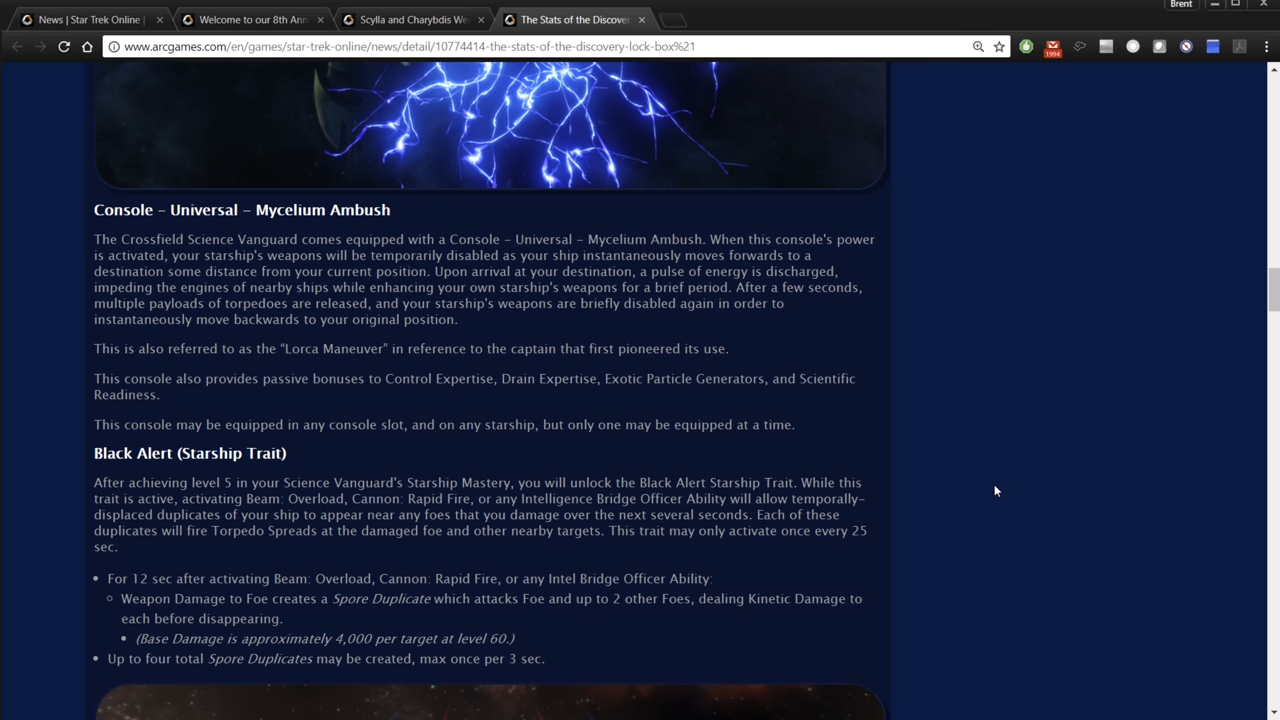 Brent
News | Star Trek Online |
Welcome to our 8th Ann
Scylla and Charybdis We
The Stats of the Discover
www.arcgames.com/en/games/star-trek-online/news/detail/10774414-the-stats-of-the-discovery-lock-box%21
1994
Console – Universal – Mycelium Ambush
The Crossfield Science Vanguard comes equipped with a Console – Universal – Mycelium Ambush. When this console's power
is activated, your starship's weapons will be temporarily disabled as your ship instantaneously moves forwards to a
destination some distance from your current position. Upon arrival at your destination, a pulse of energy is discharged,
impeding the engines of nearby ships while enhancing your own starship's weapons for a brief period. After a few seconds,
multiple payloads of torpedoes are released, and your starship's weapons are briefly disabled again in order to
instantaneously move backwards to your original position.
This is also referred to as the “Lorca Maneuver” in reference to the captain that first pioneered its use.
This console also provides passive bonuses to Control Expertise, Drain Expertise, Exotic Particle Generators, and Scientific
Readiness.
This console may be equipped in any console slot, and on any starship, but only one may be equipped at a time.
Black Alert (Starship Trait)
After achieving level 5 in your Science Vanguard's Starship Mastery, you will unlock the Black Alert Starship Trait. While this
trait is active, activating Beam: Overload, Cannon: Rapid Fire, or any Intelligence Bridge Officer Ability will allow temporally-
displaced duplicates of your ship to appear near any foes that you damage over the next several seconds. Each of these
duplicates will fire Torpedo Spreads at the damaged foe and other nearby targets. This trait may only activate once every 25
sec.
• For 12 sec after activating Beam: Overload, Cannon: Rapid Fire, or any Intel Bridge Officer Ability:
◦ Weapon Damage to Foe creates a Spore Duplicate which attacks Foe and up to 2 other Foes, dealing Kinetic Damage to
each before disappearing.
• (Base Damage is approximately 4,000 per target at level 60.)
• Up to four total Spore Duplicates may be created, max once per 3 sec.